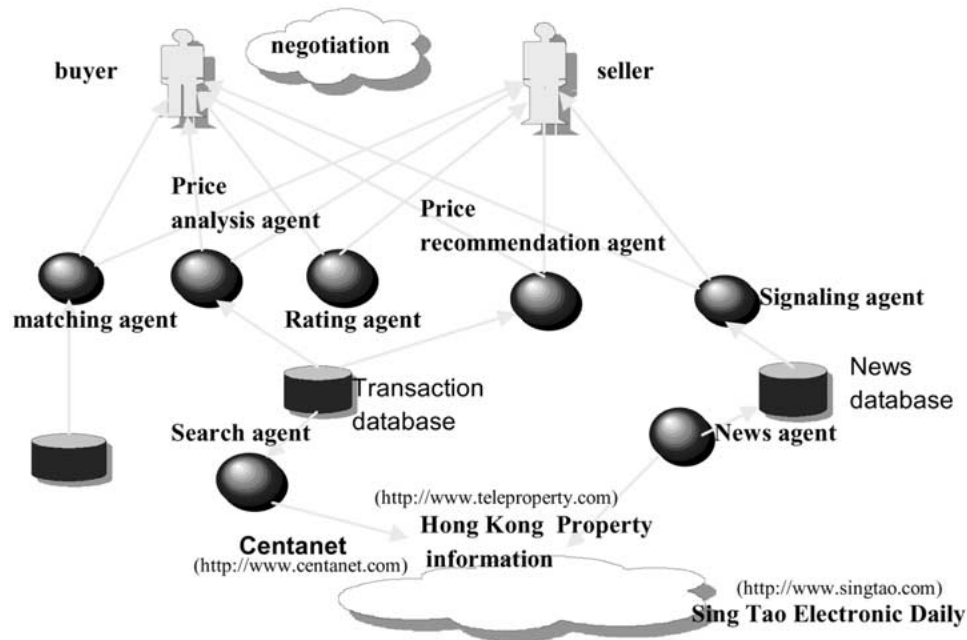 negotiation
buyer
seller
Price
analysis agent
Price
recommendation agent
matching agent
Rating agent
Signaling agent
Transaction
database
News
database
Search agent
News agent
(http://www.teleproperty.com)
Hong Kong Property
information
Centanet
(http://www.centanet.com)
(http://www.singtao.com)
Sing Tao Electronic Daily